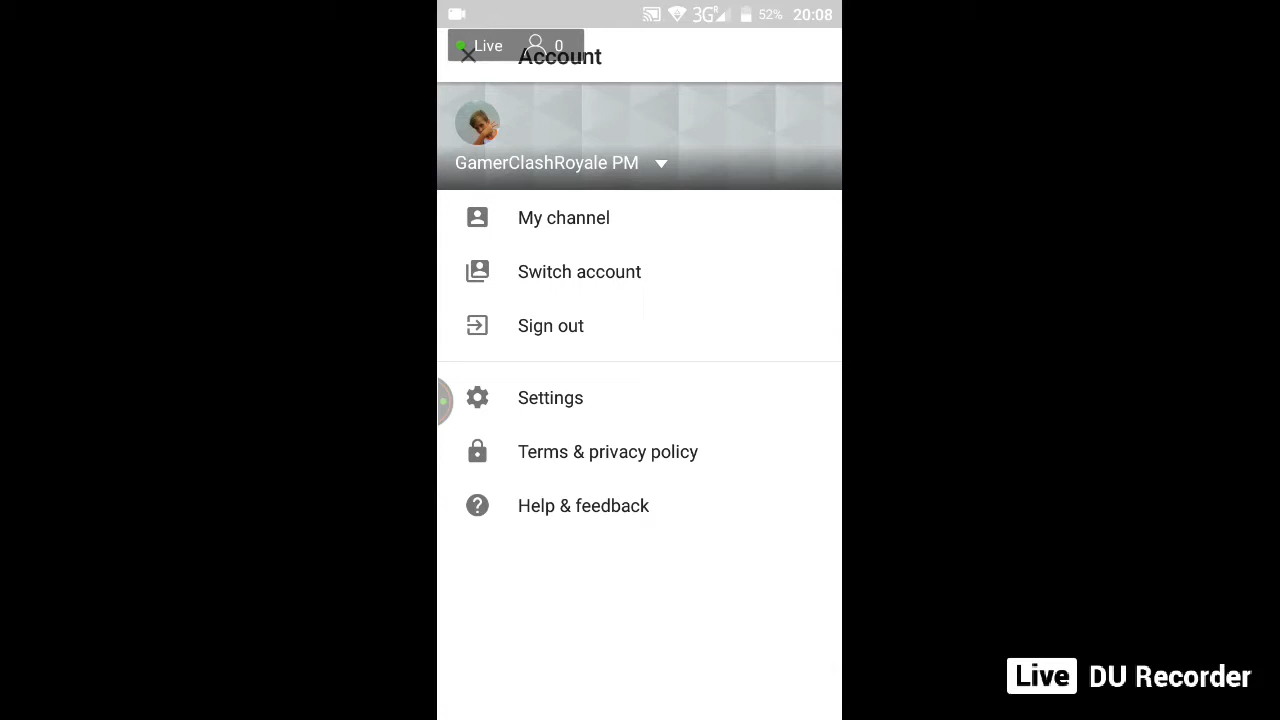 3G R 52% 20:08
Live 0
Account
GamerClashRoyale PM
My channel
Switch account
Sign out
Settings
Terms & privacy policy
Help & feedback
Live DU Recorder